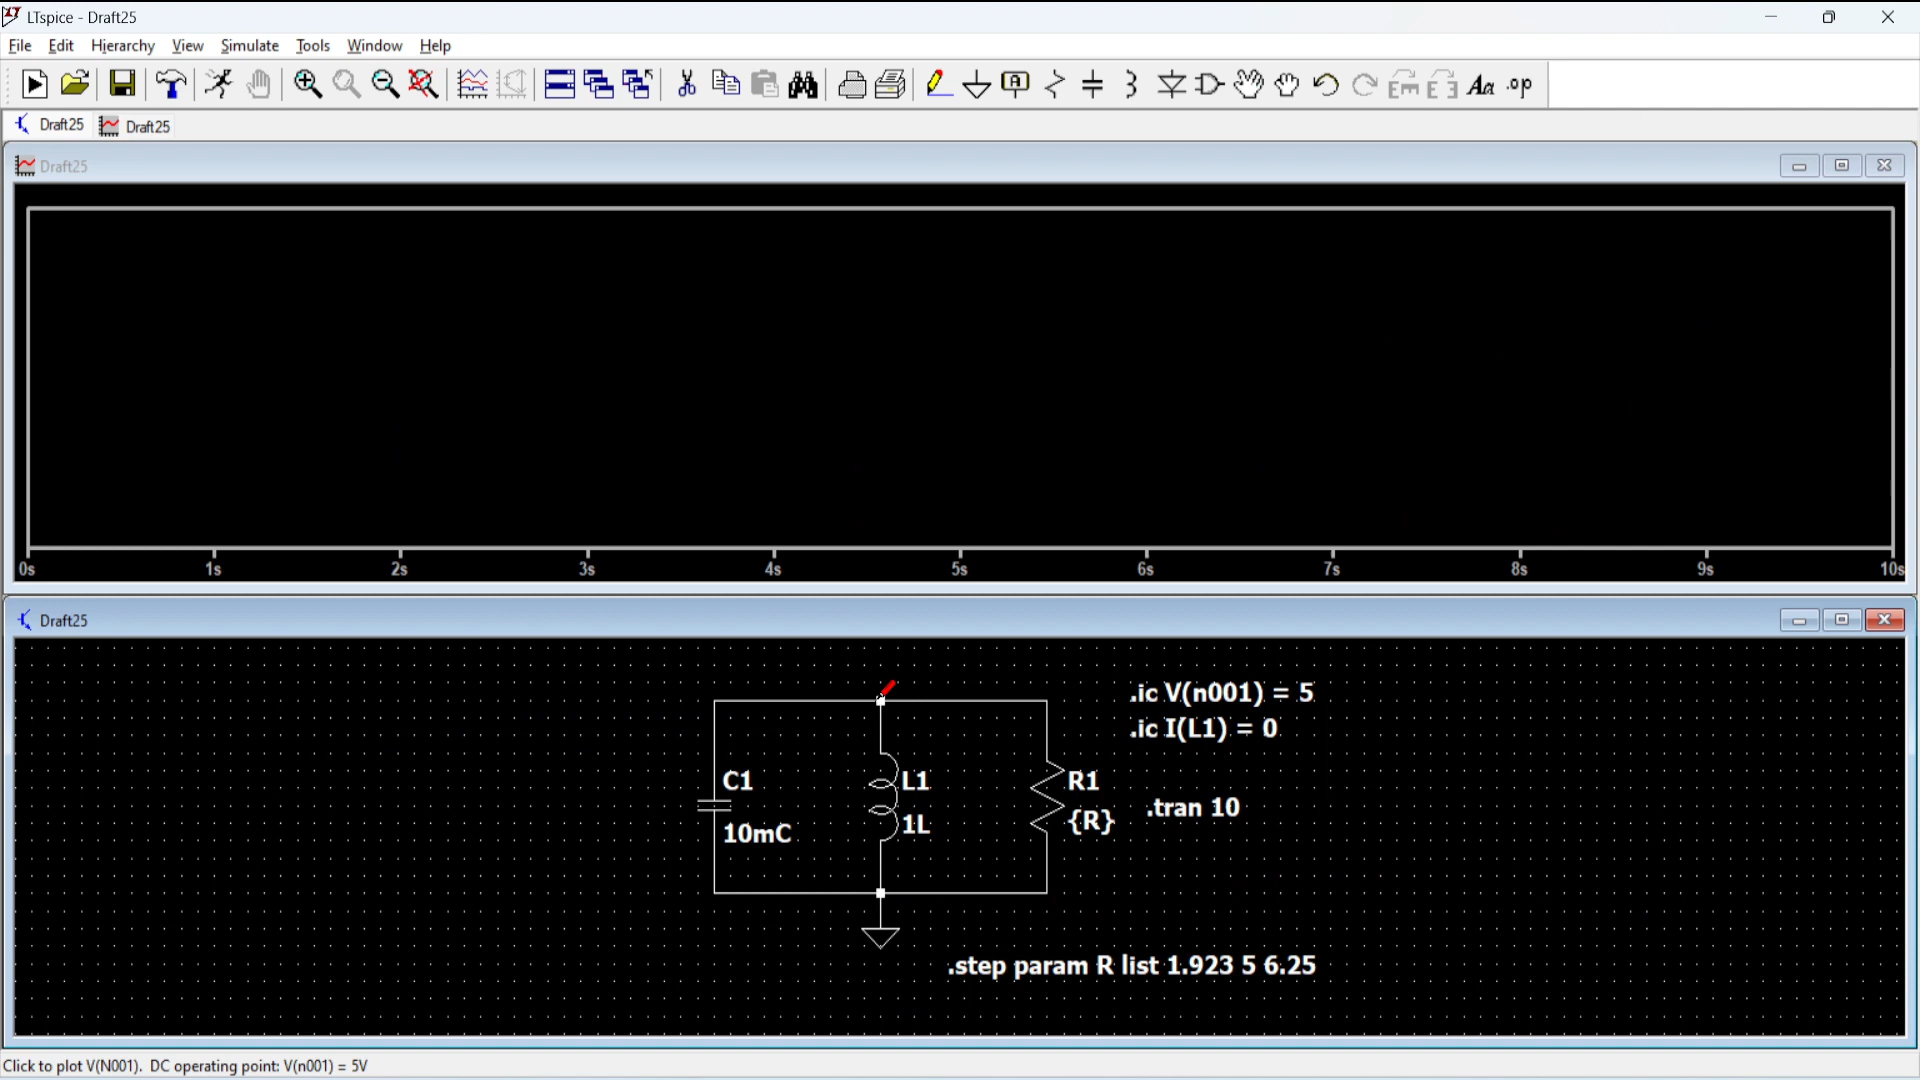 LTspice - Draft25
File Edit Hierarchy View Simulate Tools Window Help
A Aa .op
Draft25 Draft25
Draft25
0s 1s 2s 3s 4s 5s 6s 7s 8s 9s 10s
Draft25
.ic V(n001) = 5
.ic I(L1) = 0
C1 L1 R1
10mC 1L {R}
.tran 10
.step param R list 1.923 5 6.25
Click to plot V(N001). DC operating point: V(n001) = 5V